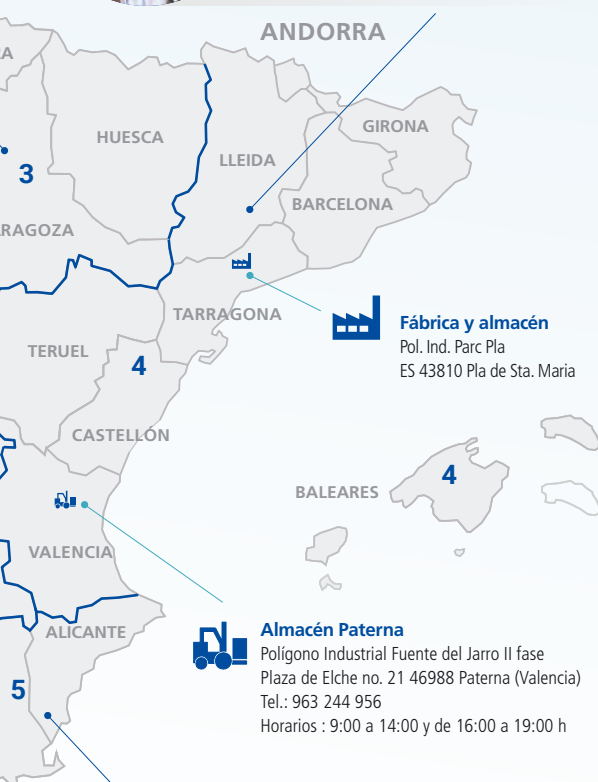 ANDORRA
A
HUESCA
GIRONA
LLEIDA
3
BARCELONA
RAGOZA
TARRAGONA
Fábrica y almacén
Pol. Ind. Parc Pla
ES 43810 Pla de Sta. Maria
TERUEL
4
CASTELLÓN
BALEARES
4
VALENCIA
ALICANTE
5
Almacén Paterna
Polígono Industrial Fuente del Jarro II fase
Plaza de Elche no. 21 46988 Paterna (Valencia)
Tel.: 963 244 956
Horarios : 9:00 a 14:00 y de 16:00 a 19:00 h